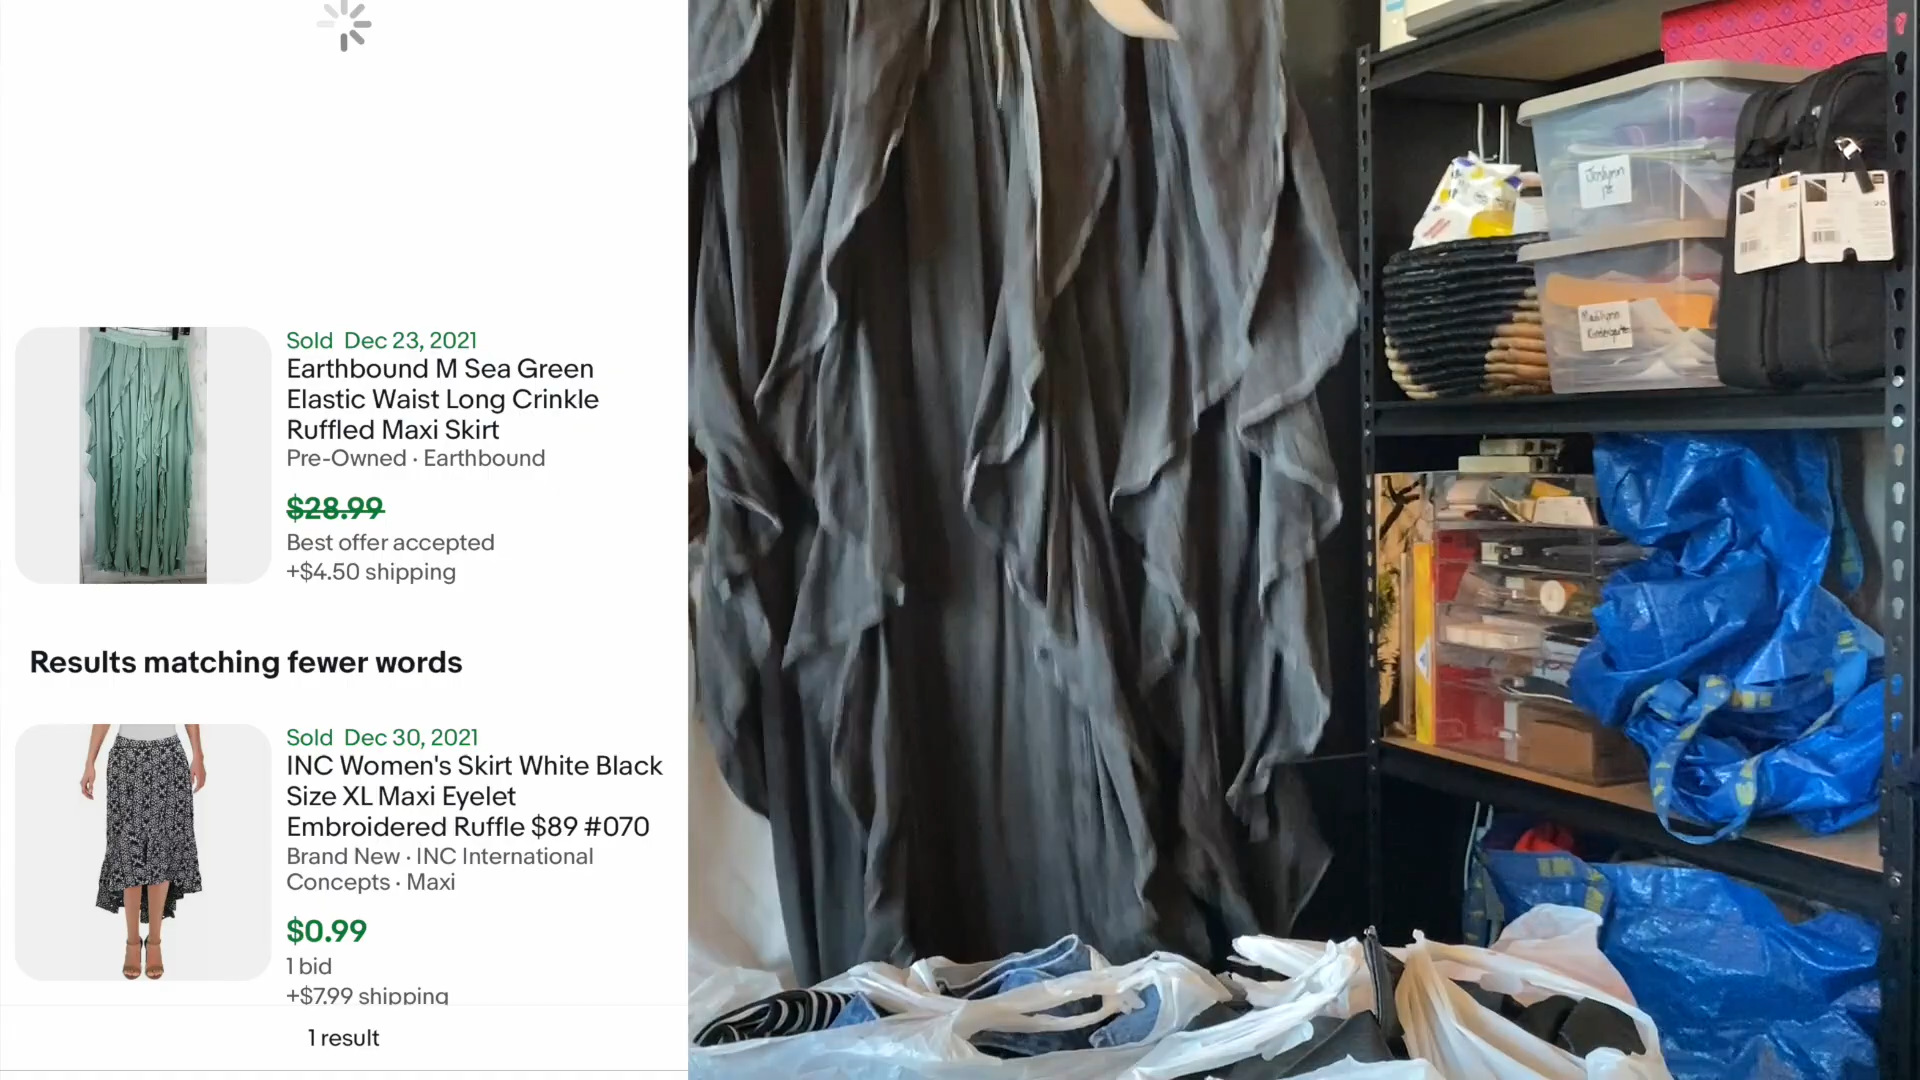 Sold Dec 23, 2021
Earthbound M Sea Green
Elastic Waist Long Crinkle
Ruffled Maxi Skirt
Pre-Owned · Earthbound
$28.99
Best offer accepted
+$4.50 shipping
Results matching fewer words
Sold Dec 30, 2021
INC Women's Skirt White Black
Size XL Maxi Eyelet
Embroidered Ruffle $89 #070
Brand New · INC International
Concepts · Maxi
$0.99
1 bid
+$7.99 shipping
1 result